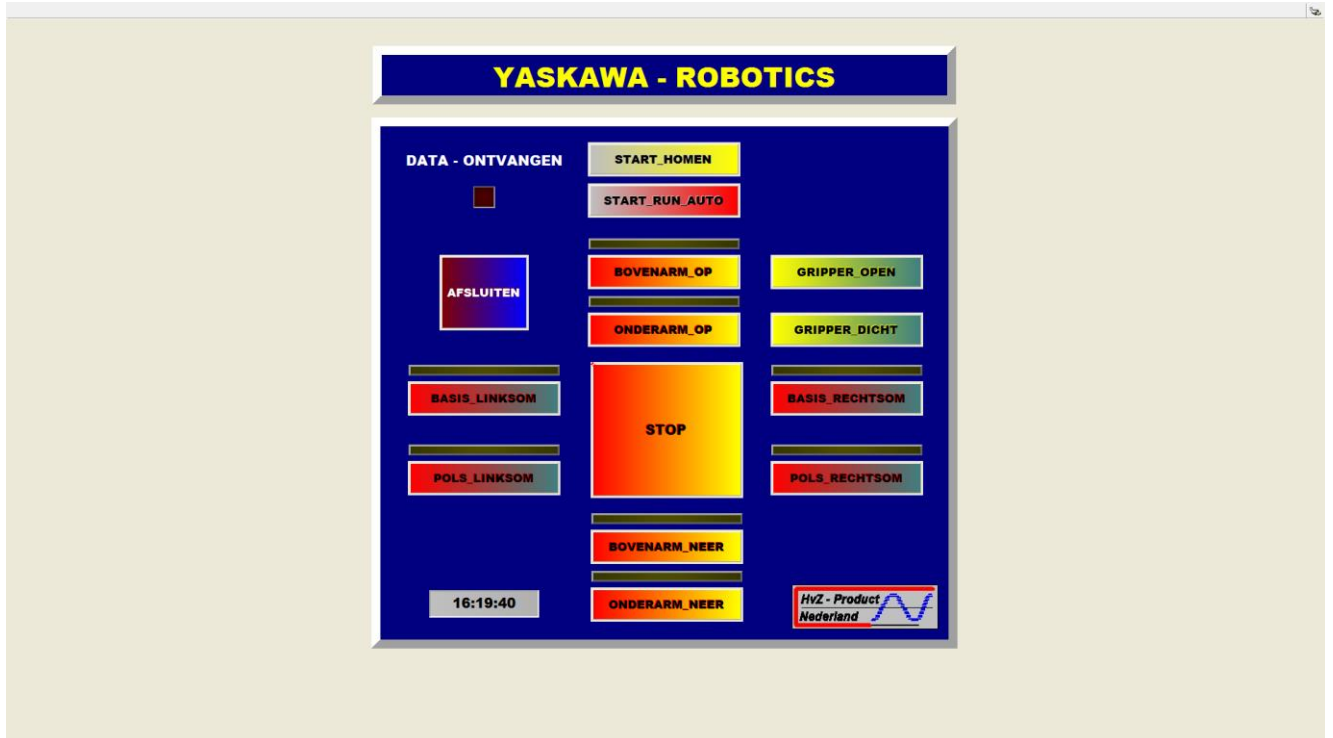 YASKAWA - ROBOTICS
DATA - ONTVANGEN
START_HOMEN
START_RUN_AUTO
BOVENARM_OP
GRIPPER_OPEN
AFSLUITEN
ONDERARM_OP
GRIPPER_DICHT
BASIS_LINKSOM
STOP
BASIS_RECHTSOM
POLS_LINKSOM
POLS_RECHTSOM
BOVENARM_NEER
16:19:40
ONDERARM_NEER
HvZ - Product
Nederland